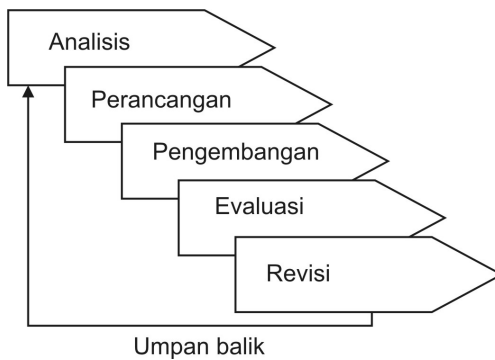 Analisis
Perancangan
Pengembangan
Evaluasi
Revisi
Umpan balik